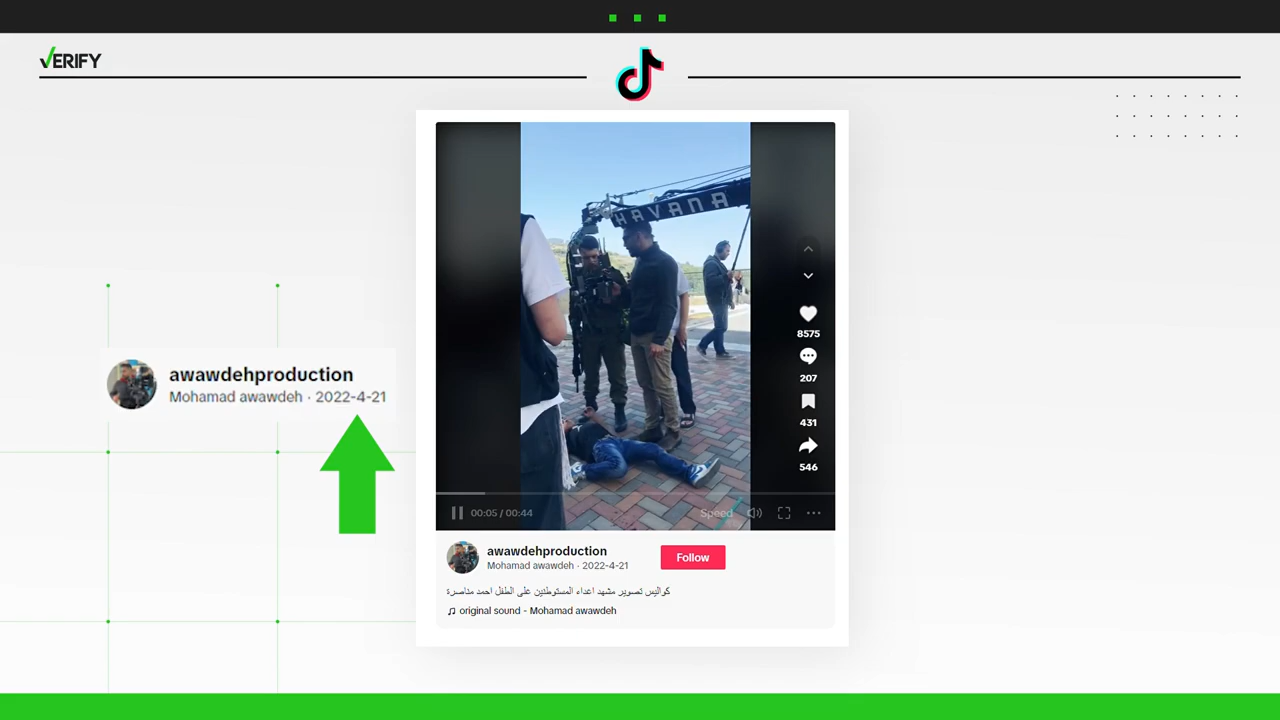 VERIFY
HAVANA
8575
207
431
546
00:05 / 00:44
Speed
awawdehproduction
Mohamad awawdeh · 2022-4-21
awawdehproduction
Mohamad awawdeh · 2022-4-21
Follow
كواليس تصوير مشهد اعداء المستوطنين على الطفل احمد مناصرة
original sound - Mohamad awawdeh